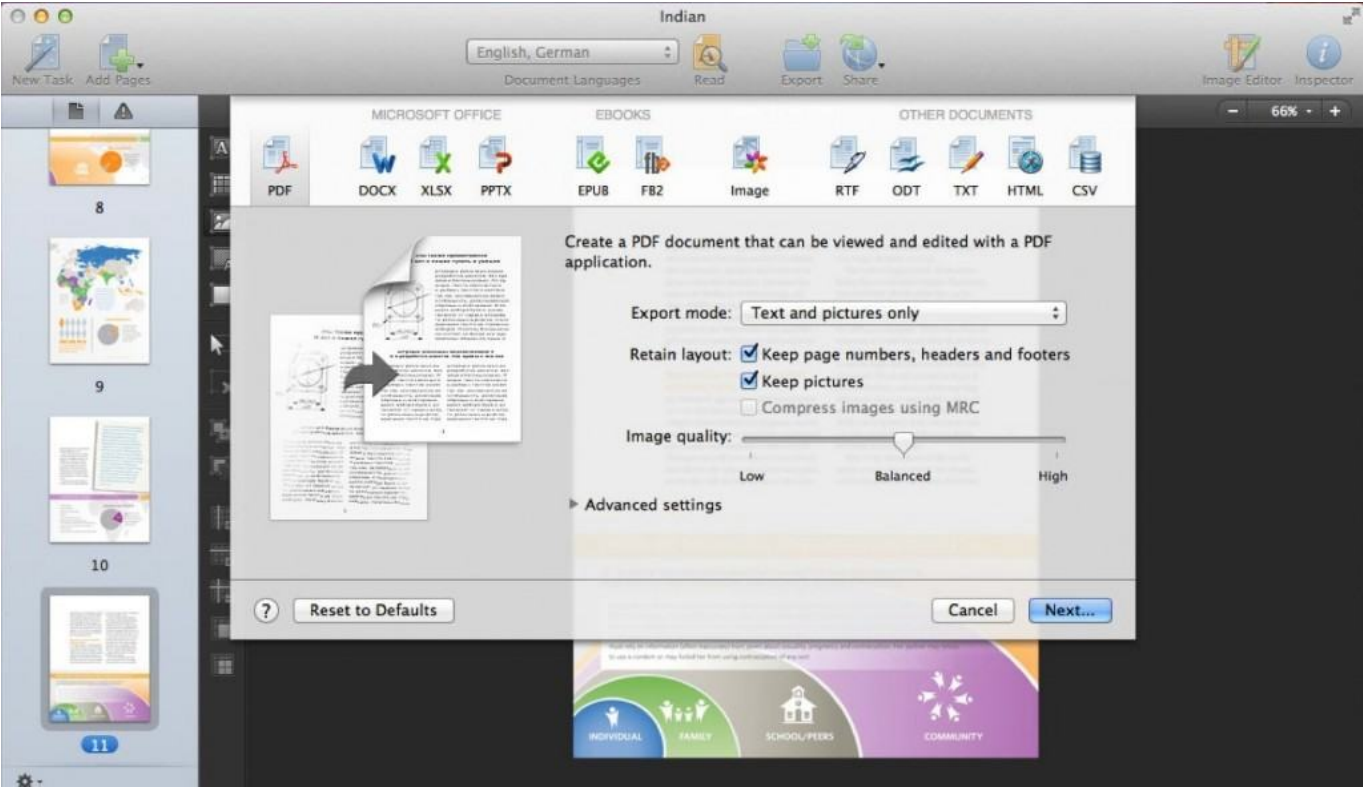 Indian
English, German
New Task Add Pages Document Languages Read Export Share Image Editor Inspector
66%
MICROSOFT OFFICE EBOOKS OTHER DOCUMENTS
PDF DOCX XLSX PPTX EPUB FB2 Image RTF ODT TXT HTML CSV
8
9
10
11
Create a PDF document that can be viewed and edited with a PDF
application.
Export mode: Text and pictures only
Retain layout: Keep page numbers, headers and footers
Keep pictures
Compress images using MRC
Image quality:
Low Balanced High
Advanced settings
? Reset to Defaults Cancel Next...
INDIVIDUAL FAMILY SCHOOL/PEERS COMMUNITY